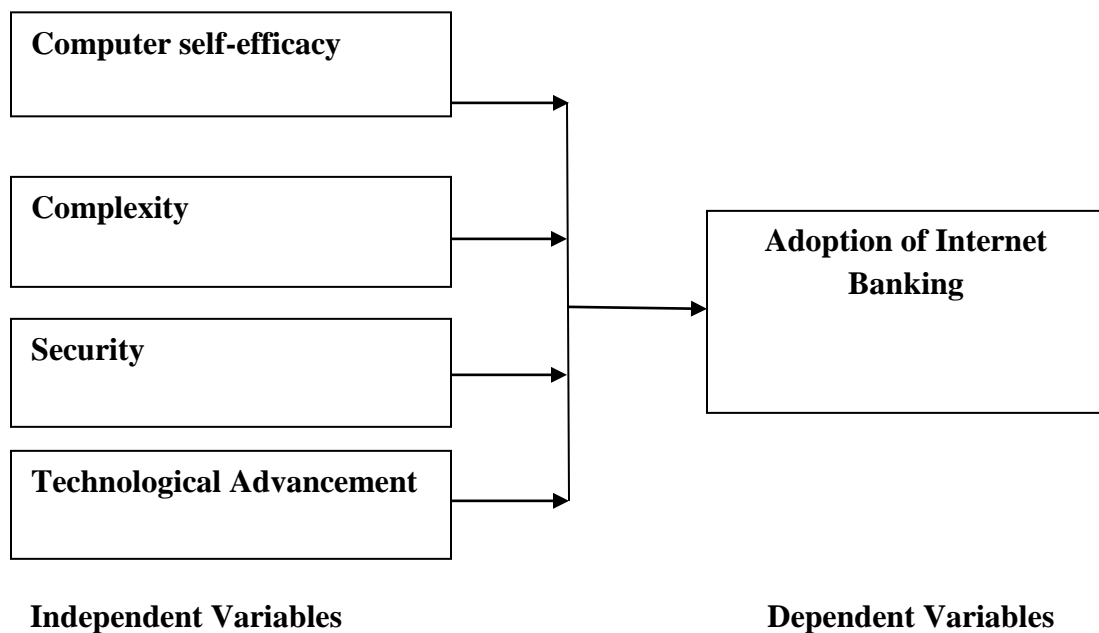 Computer self-efficacy
Complexity
Security
Technological Advancement
Adoption of Internet
Banking
Independent Variables
Dependent Variables